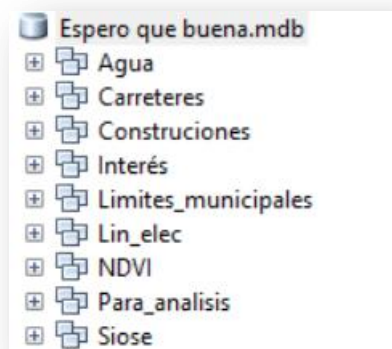 Espero que buena.mdb
Agua
Carreteres
Construciones
Interés
Limites_municipales
Lin_elec
NDVI
Para_analisis
Siose